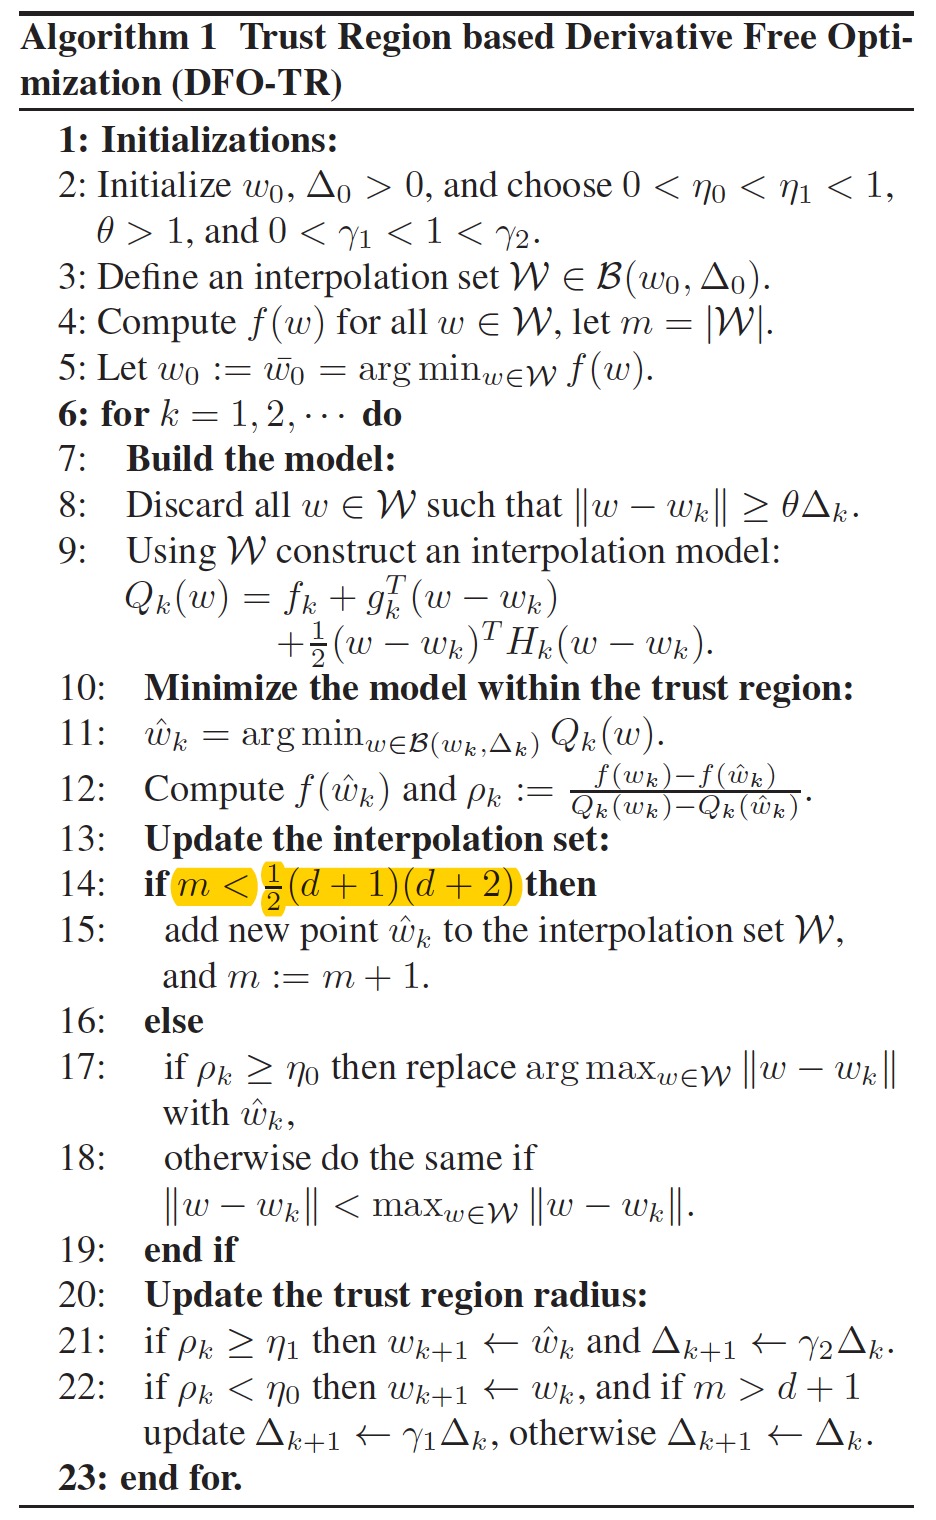 Algorithm 1 Trust Region based Derivative Free Opti-
mization (DFO-TR)
1: Initializations:
2: Initialize $w_0$, $\Delta_0 > 0$, and choose $0 < \eta_0 < \eta_1 < 1$,
$\theta > 1$, and $0 < \gamma_1 < 1 < \gamma_2$.
3: Define an interpolation set $\mathcal{W} \in \mathcal{B}(w_0, \Delta_0)$.
4: Compute $f(w)$ for all $w \in \mathcal{W}$, let $m = |\mathcal{W}|$.
5: Let $w_0 := \bar{w}_0 = \arg\min_{w \in \mathcal{W}} f(w)$.
6: for $k = 1, 2, \cdots$ do
7: Build the model:
8: Discard all $w \in \mathcal{W}$ such that $\|w - w_k\| \geq \theta\Delta_k$.
9: Using $\mathcal{W}$ construct an interpolation model:
$Q_k(w) = f_k + g_k^T(w - w_k)$
$+\frac{1}{2}(w - w_k)^T H_k(w - w_k)$.
10: Minimize the model within the trust region:
11: $\hat{w}_k = \arg\min_{w \in \mathcal{B}(w_k, \Delta_k)} Q_k(w)$.
12: Compute $f(\hat{w}_k)$ and $\rho_k := \frac{f(w_k) - f(\hat{w}_k)}{Q_k(w_k) - Q_k(\hat{w}_k)}$.
13: Update the interpolation set:
14: if $m < \frac{1}{2}(d + 1)(d + 2)$ then
15: add new point $\hat{w}_k$ to the interpolation set $\mathcal{W}$,
and $m := m + 1$.
16: else
17: if $\rho_k \geq \eta_0$ then replace $\arg\max_{w \in \mathcal{W}} \|w - w_k\|$
with $\hat{w}_k$,
18: otherwise do the same if
$\|w - w_k\| < \max_{w \in \mathcal{W}} \|w - w_k\|$.
19: end if
20: Update the trust region radius:
21: if $\rho_k \geq \eta_1$ then $w_{k+1} \leftarrow \hat{w}_k$ and $\Delta_{k+1} \leftarrow \gamma_2\Delta_k$.
22: if $\rho_k < \eta_0$ then $w_{k+1} \leftarrow w_k$, and if $m > d + 1$
update $\Delta_{k+1} \leftarrow \gamma_1\Delta_k$, otherwise $\Delta_{k+1} \leftarrow \Delta_k$.
23: end for.